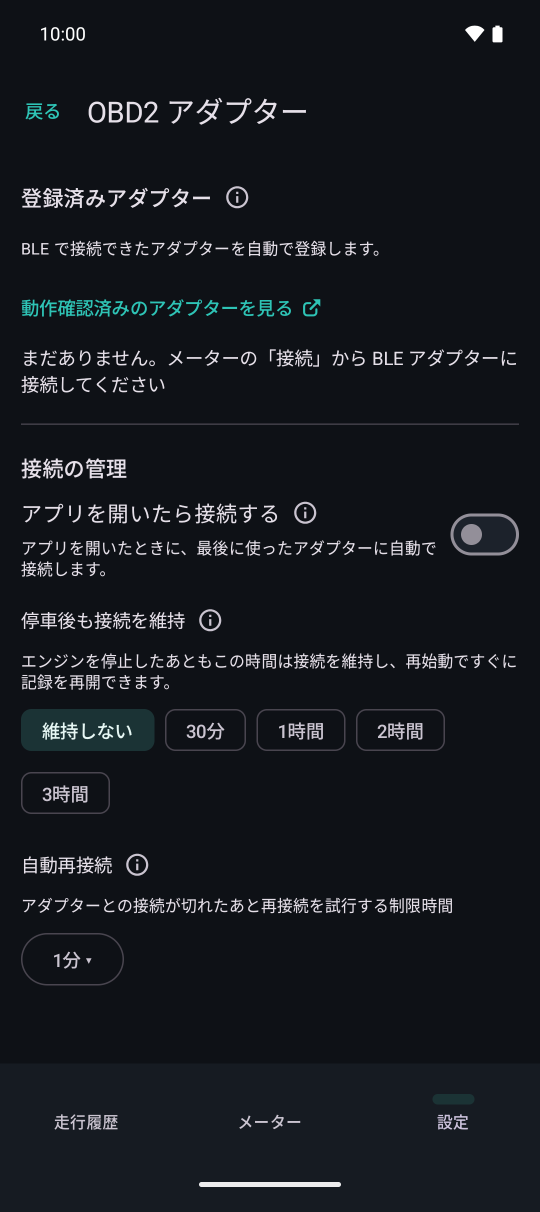 10:00
戻る OBD2 アダプター
登録済みアダプター
BLE で接続できたアダプターを自動で登録します。
動作確認済みのアダプターを見る
まだありません。メーターの「接続」から BLE アダプターに
接続してください
接続の管理
アプリを開いたら接続する
アプリを開いたときに、最後に使ったアダプターに自動で
接続します。
停車後も接続を維持
エンジンを停止したあともこの時間は接続を維持し、再始動ですぐに
記録を再開できます。
維持しない 30分 1時間 2時間
3時間
自動再接続
アダプターとの接続が切れたあと再接続を試行する制限時間
1分 ▾
走行履歴 メーター 設定